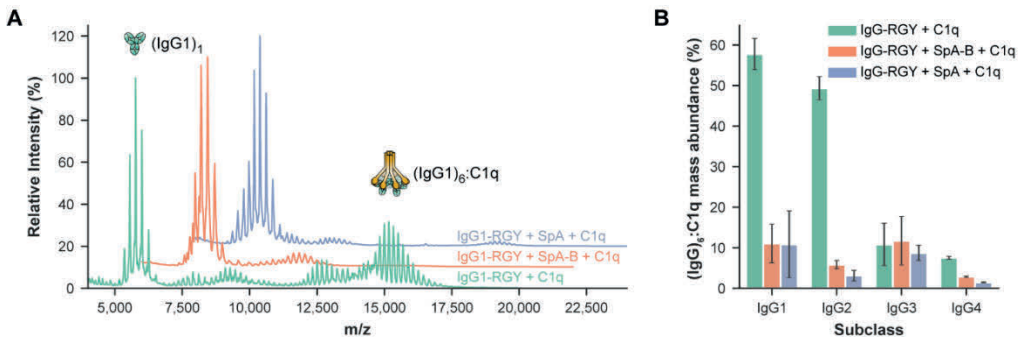 A
(IgG1)1
Relative Intensity (%)
120
100
80
60
40
20
0
(IgG1)6:C1q
IgG1-RGY + SpA + C1q
IgG1-RGY + SpA-B + C1q
IgG1-RGY + C1q
5,000 7,500 10,000 12,500 15,000 17,500 20,000 22,500
m/z
B
(IgG)6:C1q mass abundance (%)
60
50
40
30
20
10
0
IgG-RGY + C1q
IgG-RGY + SpA-B + C1q
IgG-RGY + SpA + C1q
IgG1 IgG2 IgG3 IgG4
Subclass